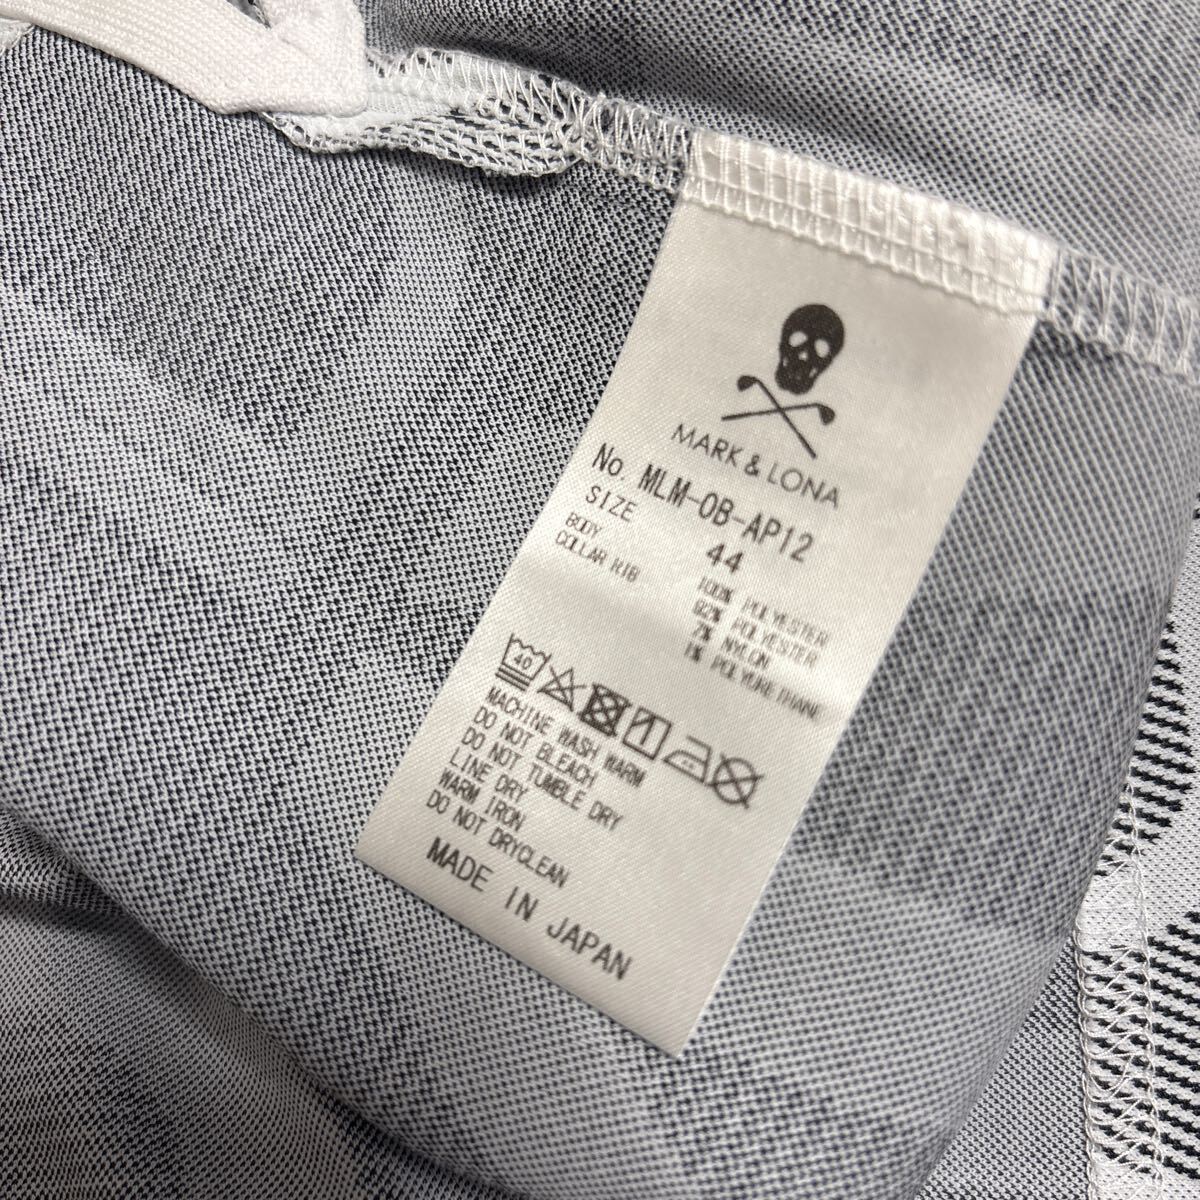 MARK & LONA
No. MLM-0B-AP12
SIZE 44
BODY 100% POLYESTER
COLLAR RIB 92% POLYESTER
7% NYLON
1% POLYURETHANE
40
MACHINE WASH WARM
DO NOT BLEACH
DO NOT TUMBLE DRY
LINE DRY
WARM IRON
DO NOT DRYCLEAN
MADE IN JAPAN